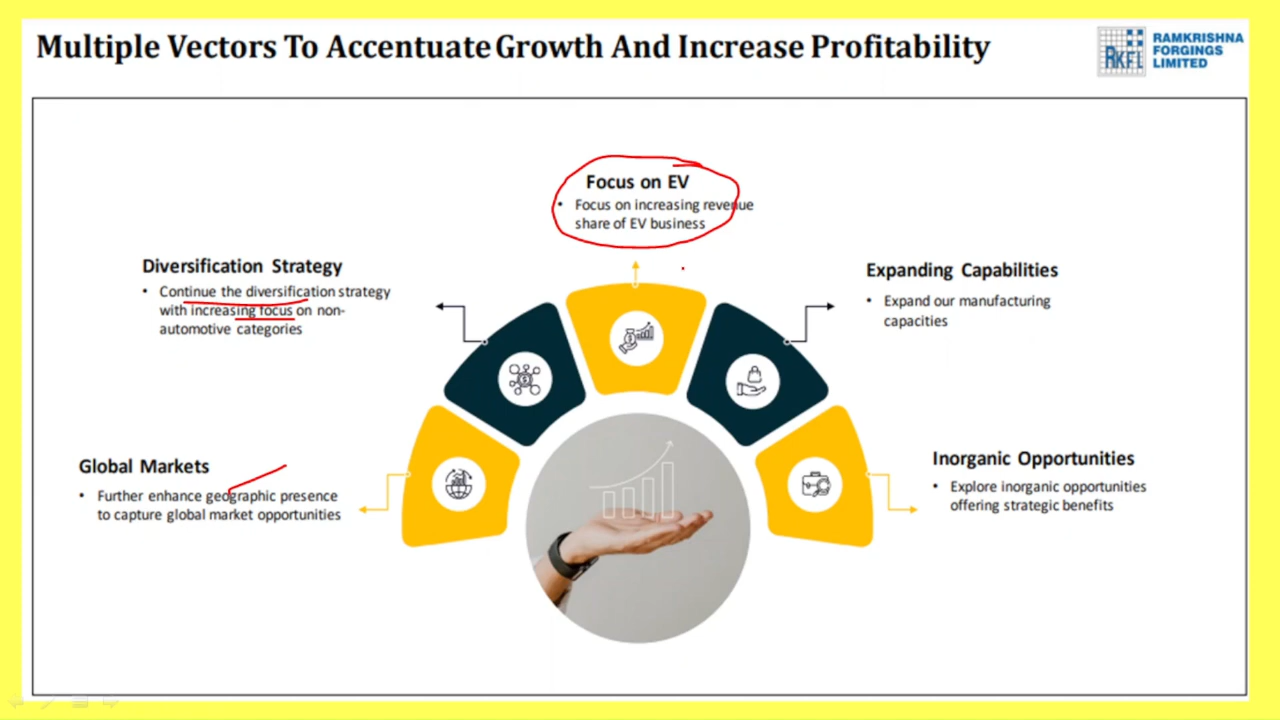 Multiple Vectors To Accentuate Growth And Increase Profitability
RKFL
RAMKRISHNA
FORGINGS
LIMITED
Focus on EV
• Focus on increasing revenue
share of EV business
Diversification Strategy
• Continue the diversification strategy
with increasing focus on non-
automotive categories
Expanding Capabilities
• Expand our manufacturing
capacities
Global Markets
• Further enhance geographic presence
to capture global market opportunities
Inorganic Opportunities
• Explore inorganic opportunities
offering strategic benefits